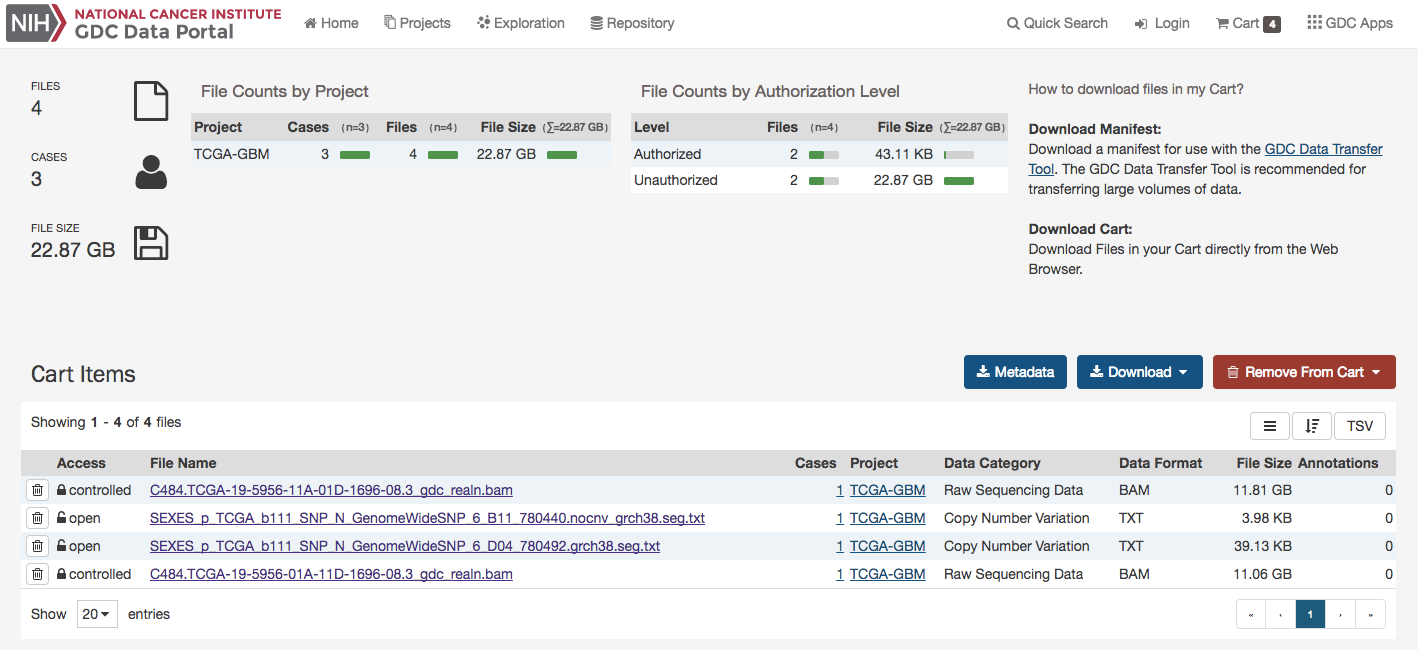 NIH NATIONAL CANCER INSTITUTE
GDC Data Portal
Home Projects Exploration Repository
Quick Search Login Cart 4 GDC Apps
FILES
4
CASES
3
FILE SIZE
22.87 GB
File Counts by Project
Project Cases (n=3) Files (n=4) File Size (∑=22.87 GB)
TCGA-GBM 3 4 22.87 GB
File Counts by Authorization Level
Level Files (n=4) File Size (∑=22.87 GB)
Authorized 2 43.11 KB
Unauthorized 2 22.87 GB
How to download files in my Cart?
Download Manifest:
Download a manifest for use with the GDC Data Transfer
Tool. The GDC Data Transfer Tool is recommended for
transferring large volumes of data.
Download Cart:
Download Files in your Cart directly from the Web
Browser.
Cart Items
Metadata Download Remove From Cart
Showing 1 - 4 of 4 files
TSV
Access File Name Cases Project Data Category Data Format File Size Annotations
controlled C484.TCGA-19-5956-11A-01D-1696-08.3_gdc_realn.bam 1 TCGA-GBM Raw Sequencing Data BAM 11.81 GB 0
open SEXES_p_TCGA_b111_SNP_N_GenomeWideSNP_6_B11_780440.nocnv_grch38.seg.txt 1 TCGA-GBM Copy Number Variation TXT 3.98 KB 0
open SEXES_p_TCGA_b111_SNP_N_GenomeWideSNP_6_D04_780492.grch38.seg.txt 1 TCGA-GBM Copy Number Variation TXT 39.13 KB 0
controlled C484.TCGA-19-5956-01A-11D-1696-08.3_gdc_realn.bam 1 TCGA-GBM Raw Sequencing Data BAM 11.06 GB 0
Show 20 entries
« ‹ 1 › »